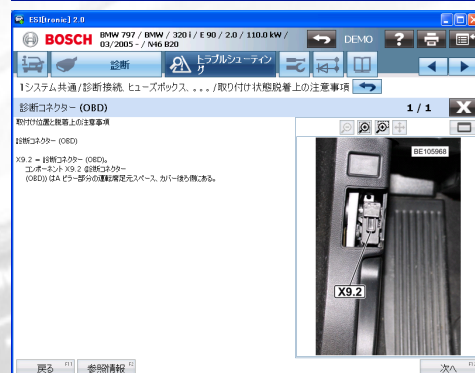 ESI[tronic] 2.0
BOSCH
BMW 797 / BMW / 320 i / E 90 / 2.0 / 110.0 kW /
03/2005 - / N46 B20
DEMO
?
診断
トラブルシューティング
1システム共通/診断接続, ヒューズボックス. . . ./取り付け状態脱着上の注意事項
診断コネクター (OBD)
1 / 1
X
取付け位置と脱着上の注意事項
診断コネクター (OBD)
X9.2 = 診断コネクター (OBD)。
コンポーネント X9.2 (診断コネクター
(OBD)) はA ピラー部分の運転席足元スペース、カバー後ろ側にある。
BE105968
X9.2
戻る F11
参照情報 F2
次へ